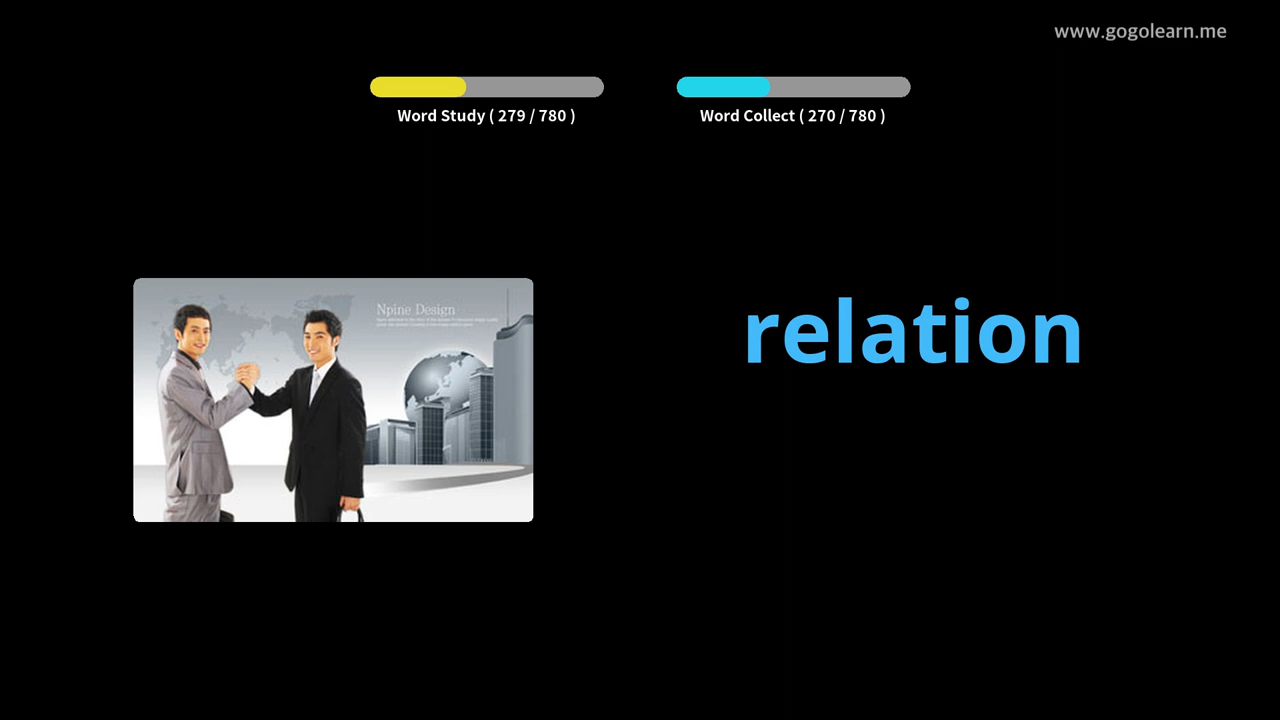 www.gogolearn.me
Word Study ( 279 / 780 )
Word Collect ( 270 / 780 )
Npine Design
relation